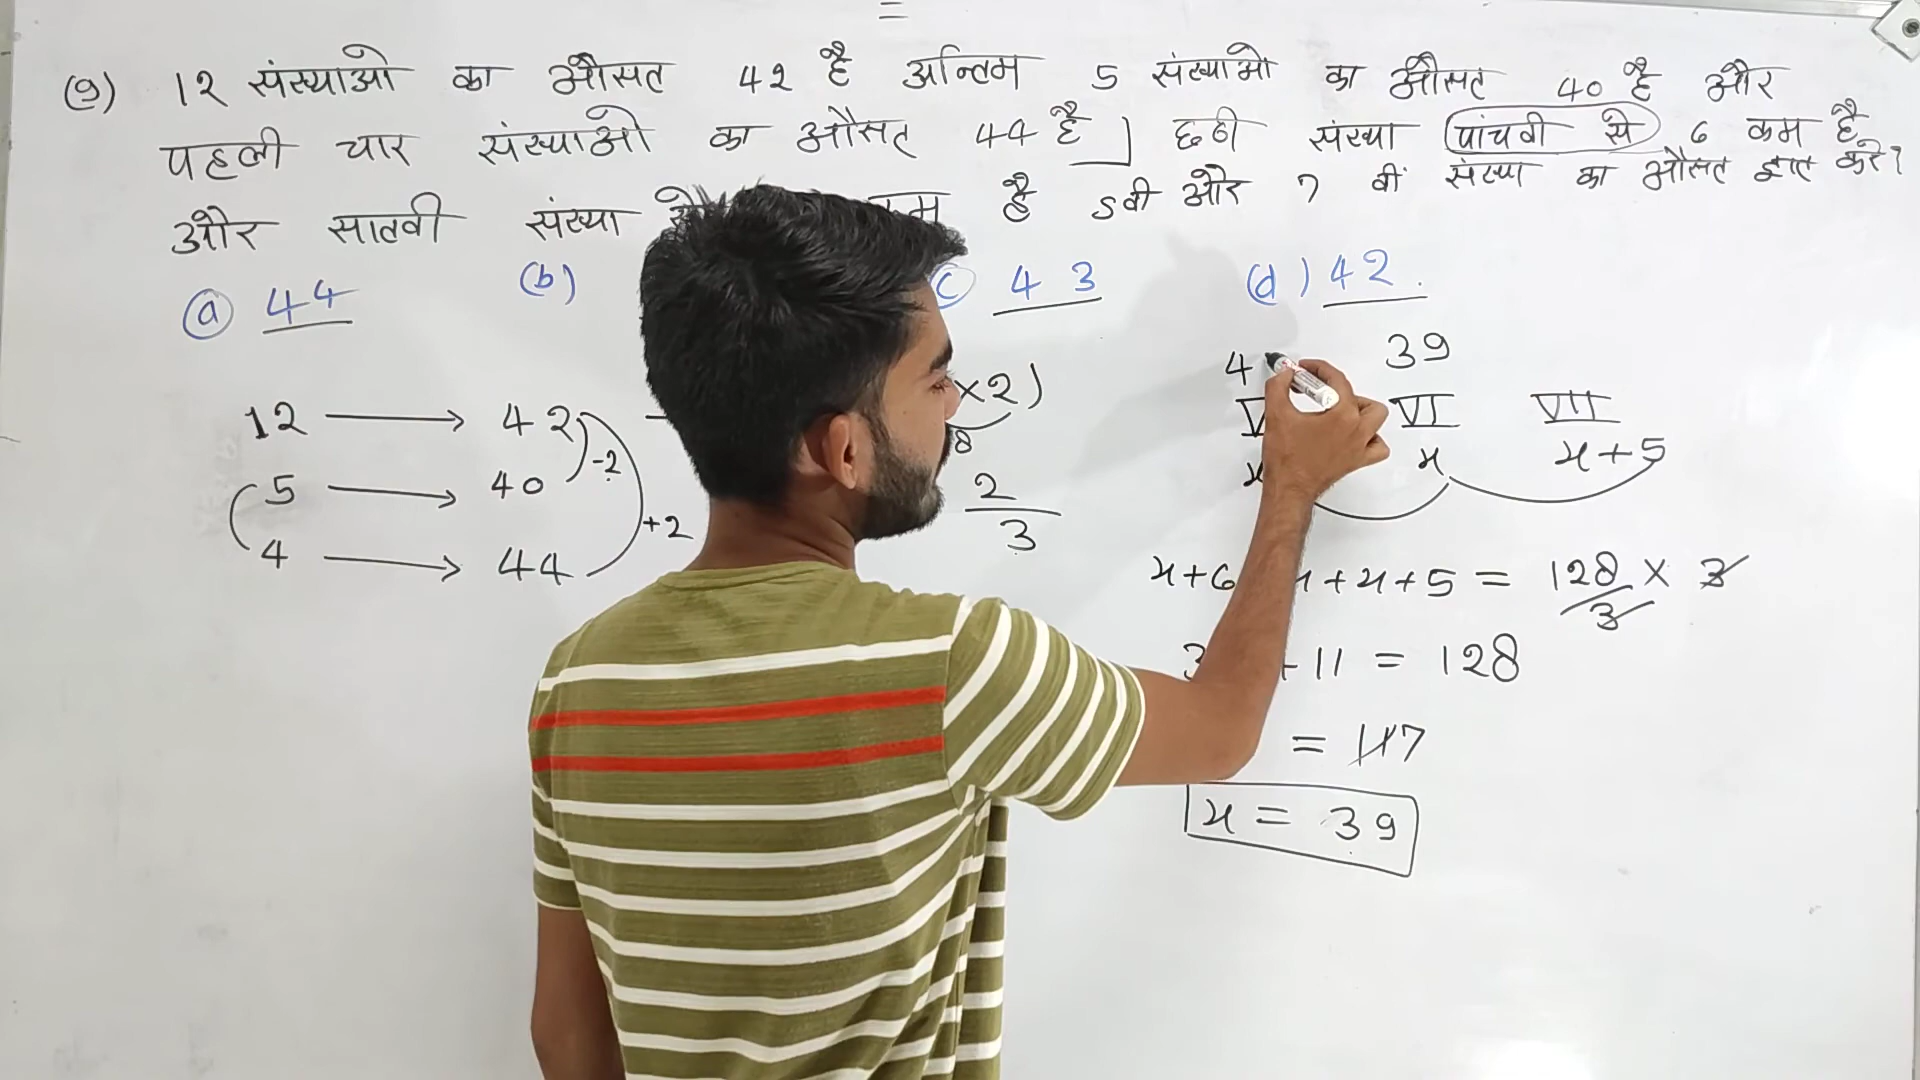 =
(9) 12 संख्याओ का औसत 42 है अन्तिम 5 संख्याओ का औसत 40 है और
पहली चार संख्याओ का औसत 44 है] छठी संख्या पांचवी से 6 कम है
और सातवी संख्या से है 5वी और 7 वीं संख्या का औसत ज्ञात करे?
(a) 44 (b) (c) 43 (d) 42.
4 39
×2)
8
V VI VII
x x x+5
12 → 42
-2
5 → 40
+2
4 → 44
2
3
x+6 x+x+5 = 128/3 × 3
3 +11 = 128
= 117
x = 39